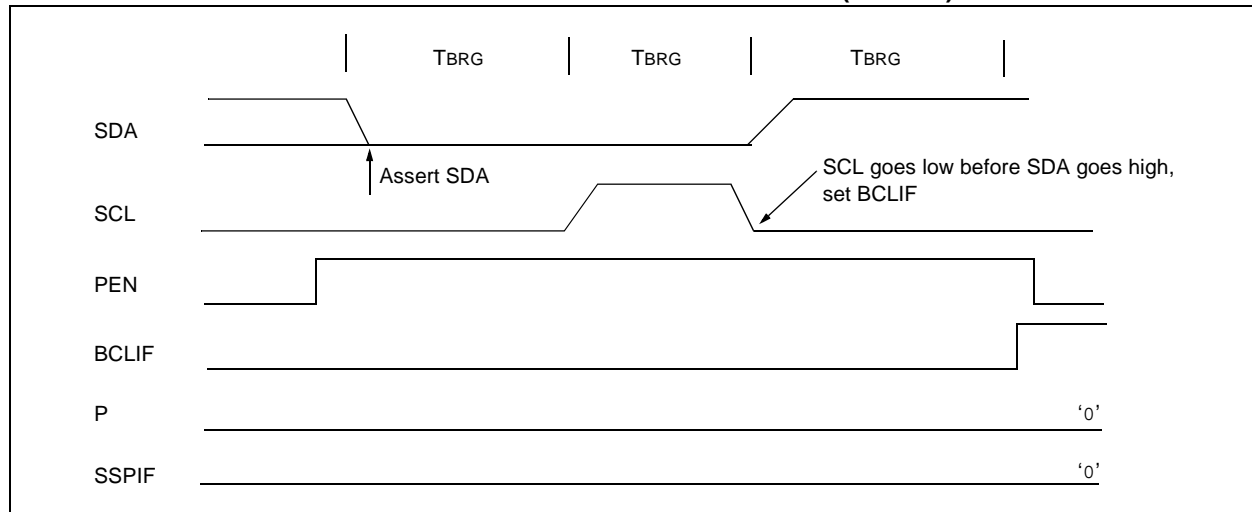 TBRG TBRG TBRG
SDA
Assert SDA
SCL goes low before SDA goes high,
set BCLIF
SCL
PEN
BCLIF
P
‘0’
SSPIF
‘0’